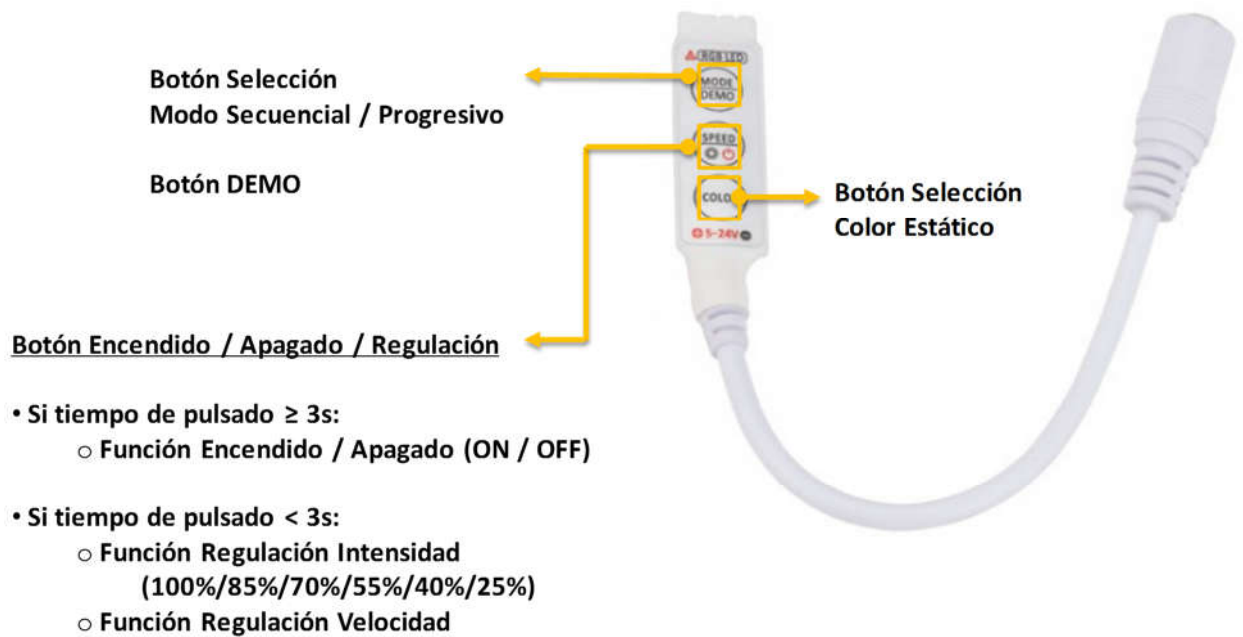 Botón Selección
Modo Secuencial / Progresivo
Botón DEMO
RGB LED
MODE
DEMO
SPEED
COLO
5-24V
Botón Selección
Color Estático
Botón Encendido / Apagado / Regulación
• Si tiempo de pulsado ≥ 3s:
○ Función Encendido / Apagado (ON / OFF)
• Si tiempo de pulsado < 3s:
○ Función Regulación Intensidad
(100%/85%/70%/55%/40%/25%)
○ Función Regulación Velocidad